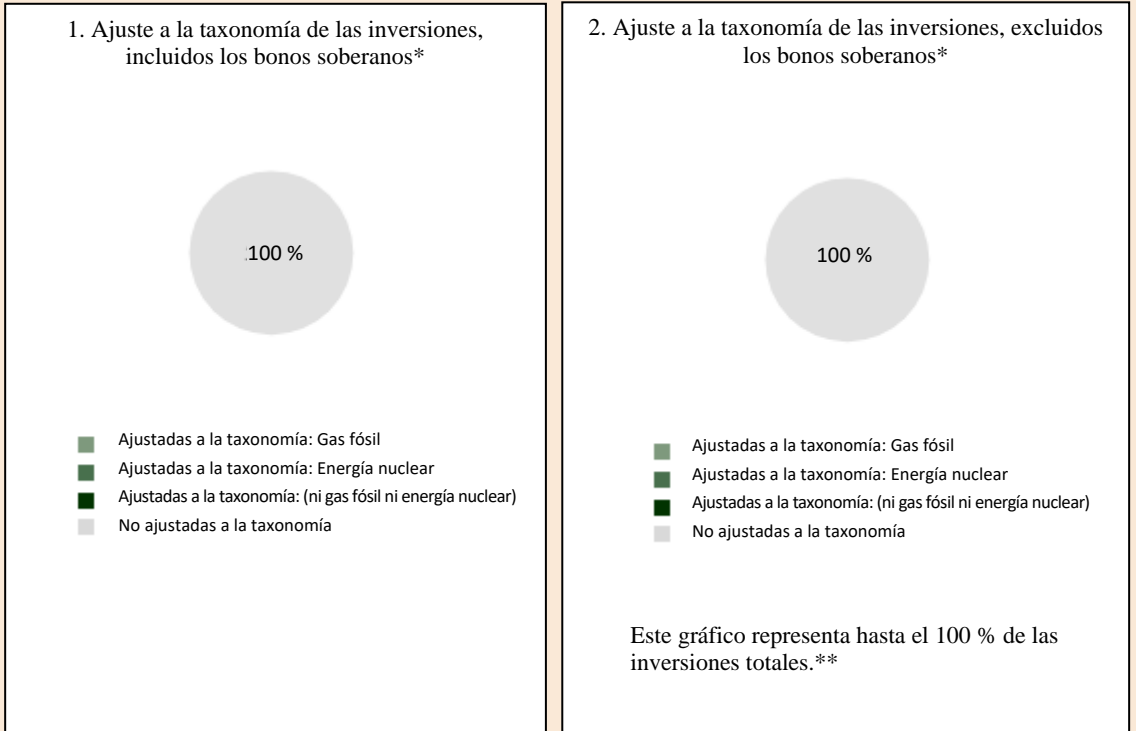 1. Ajuste a la taxonomía de las inversiones,
incluidos los bonos soberanos*
100 %
Ajustadas a la taxonomía: Gas fósil
Ajustadas a la taxonomía: Energía nuclear
Ajustadas a la taxonomía: (ni gas fósil ni energía nuclear)
No ajustadas a la taxonomía
2. Ajuste a la taxonomía de las inversiones, excluidos
los bonos soberanos*
100 %
Ajustadas a la taxonomía: Gas fósil
Ajustadas a la taxonomía: Energía nuclear
Ajustadas a la taxonomía: (ni gas fósil ni energía nuclear)
No ajustadas a la taxonomía
Este gráfico representa hasta el 100 % de las
inversiones totales.**